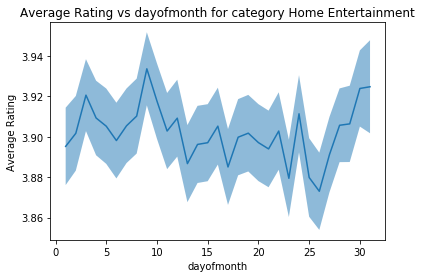 Average Rating vs dayofmonth for category Home Entertainment
3.94
3.92
3.90
3.88
3.86
Average Rating
0 5 10 15 20 25 30
dayofmonth